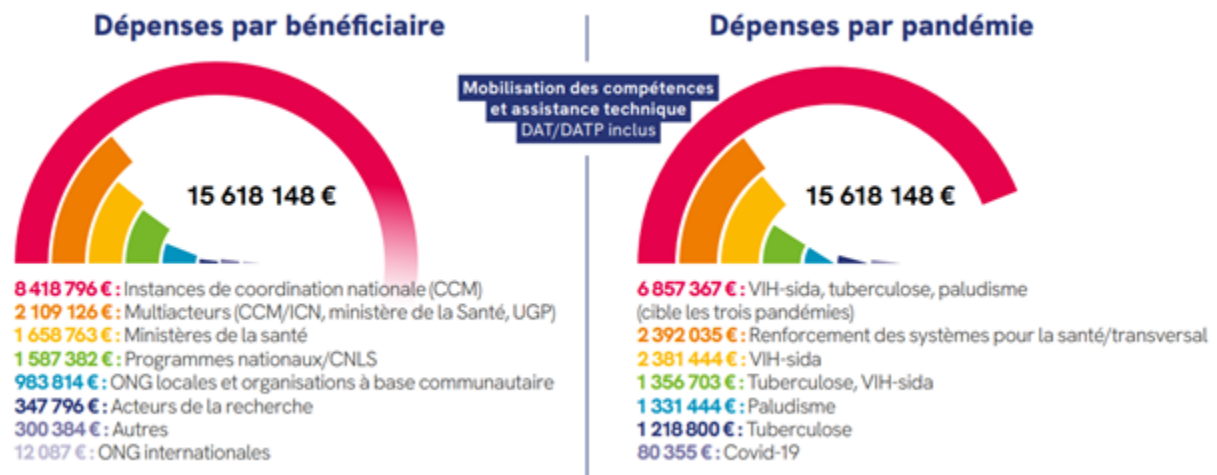 Dépenses par bénéficiaire
15 618 148 €
8 418 796 € : Instances de coordination nationale (CCM)
2 109 126 € : Multiacteurs (CCM/ICN, ministère de la Santé, UGP)
1 658 763 € : Ministères de la santé
1 587 382 € : Programmes nationaux/CNLS
983 814 € : ONG locales et organisations à base communautaire
347 796 € : Acteurs de la recherche
300 384 € : Autres
12 087 € : ONG internationales
Mobilisation des compétences
et assistance technique
DAT/DATP inclus
Dépenses par pandémie
15 618 148 €
6 857 367 € : VIH-sida, tuberculose, paludisme
(cible les trois pandémies)
2 392 035 € : Renforcement des systèmes pour la santé/transversal
2 381 444 € : VIH-sida
1 356 703 € : Tuberculose, VIH-sida
1 331 444 € : Paludisme
1 218 800 € : Tuberculose
80 355 € : Covid-19